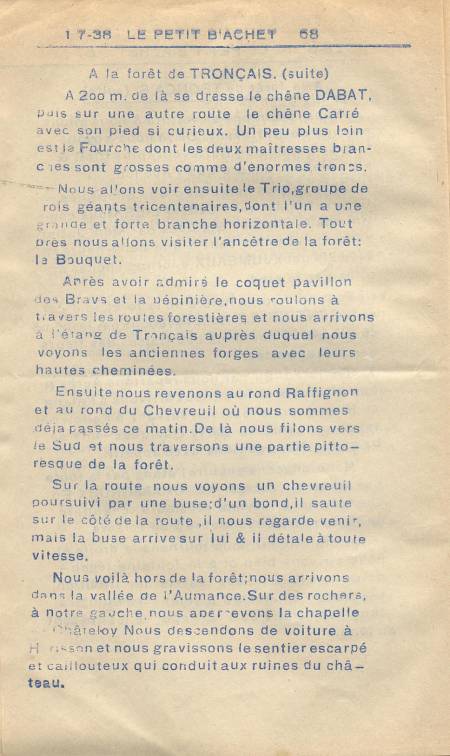 1 7-38 LE PETIT B'ACHET 68
A la forêt de TRONÇAIS. (suite)
A 200 m. de là se dresse le chêne DABAT,
puis sur une autre route le chêne Carré
avec son pied si curieux. Un peu plus loin
est la Fourche dont les deux maîtresses bran-
ches sont grosses comme d'énormes troncs.
Nous allons voir ensuite le Trio,groupe de
trois géants tricentenaires,dont l'un a une
grande et forte branche horizontale. Tout
près nous allons visiter l'ancêtre de la forêt:
le Bouquet.
Après avoir admiré le coquet pavillon
des Brays et la pépinière,nous roulons à
travers les routes forestières et nous arrivons
à l'étang de Tronçais auprès duquel nous
voyons les anciennes forges avec leurs
hautes cheminées.
Ensuite nous revenons au rond Raffignon
et au rond du Chevreuil où nous sommes
déjà passés ce matin.De là nous filons vers
le Sud et nous traversons une partie pitto-
resque de la forêt.
Sur la route nous voyons un chevreuil
poursuivi par une buse;d'un bond,il saute
sur le côté de la route ,il nous regarde venir,
mais la buse arrive sur lui & il détale à toute
vitesse.
Nous voilà hors de la forêt;nous arrivons
dans la vallée de l'Aumance.Sur des rochers,
à notre gauche nous apercevons la chapelle
Châteloy Nous descendons de voiture à
Hérisson et nous gravissons le sentier escarpé
et caillouteux qui conduit aux ruines du châ-
teau.